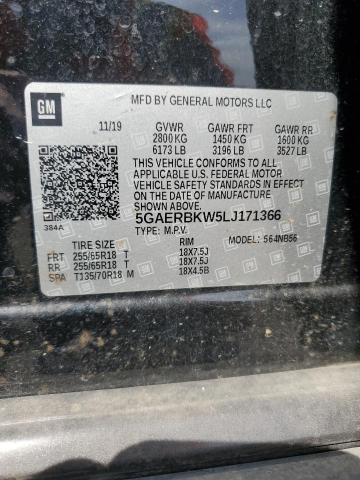 GM MFD BY GENERAL MOTORS LLC
11/19 GVWR GAWR FRT GAWR RR
2800 KG 1450 KG 1600 KG
6173 LB 3196 LB 3527 LB
THIS VEHICLE CONFORMS TO ALL APPLICABLE
U.S. FEDERAL MOTOR VEHICLE
SAFETY STANDARDS IN EFFECT
ON THE DATE OF MANUFACTURE
SHOWN ABOVE.
384A 5GAERBKW5LJ171366
TYPE: M.P.V.
TIRE SIZE RIM MODEL: 564NB56
FRT 255/65R18 T 18X7.5J
RR 255/65R18 T 18X7.5J
SPA T135/70R18 M 18X4.5B